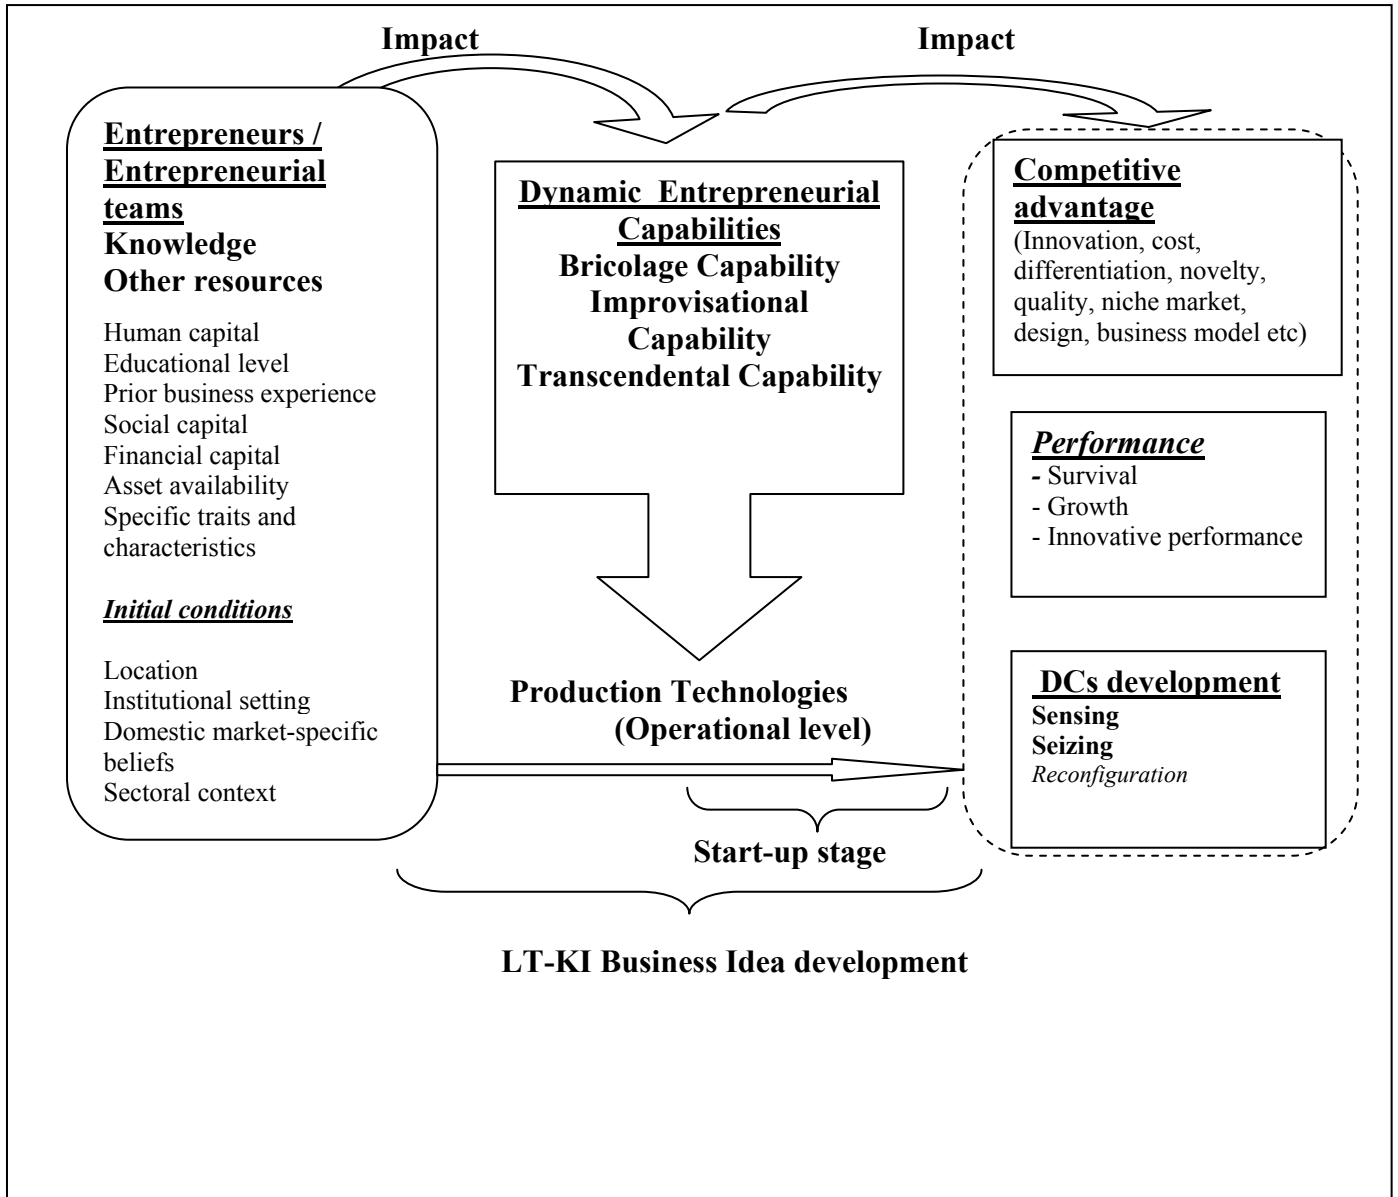 Impact
Impact
Entrepreneurs /
Entrepreneurial
teams
Knowledge
Other resources
Human capital
Educational level
Prior business experience
Social capital
Financial capital
Asset availability
Specific traits and
characteristics
Initial conditions
Location
Institutional setting
Domestic market-specific
beliefs
Sectoral context
Dynamic Entrepreneurial
Capabilities
Bricolage Capability
Improvisational
Capability
Transcendental Capability
Production Technologies
(Operational level)
Start-up stage
LT-KI Business Idea development
Competitive
advantage
(Innovation, cost,
differentiation, novelty,
quality, niche market,
design, business model etc)
Performance
- Survival
- Growth
- Innovative performance
DCs development
Sensing
Seizing
Reconfiguration